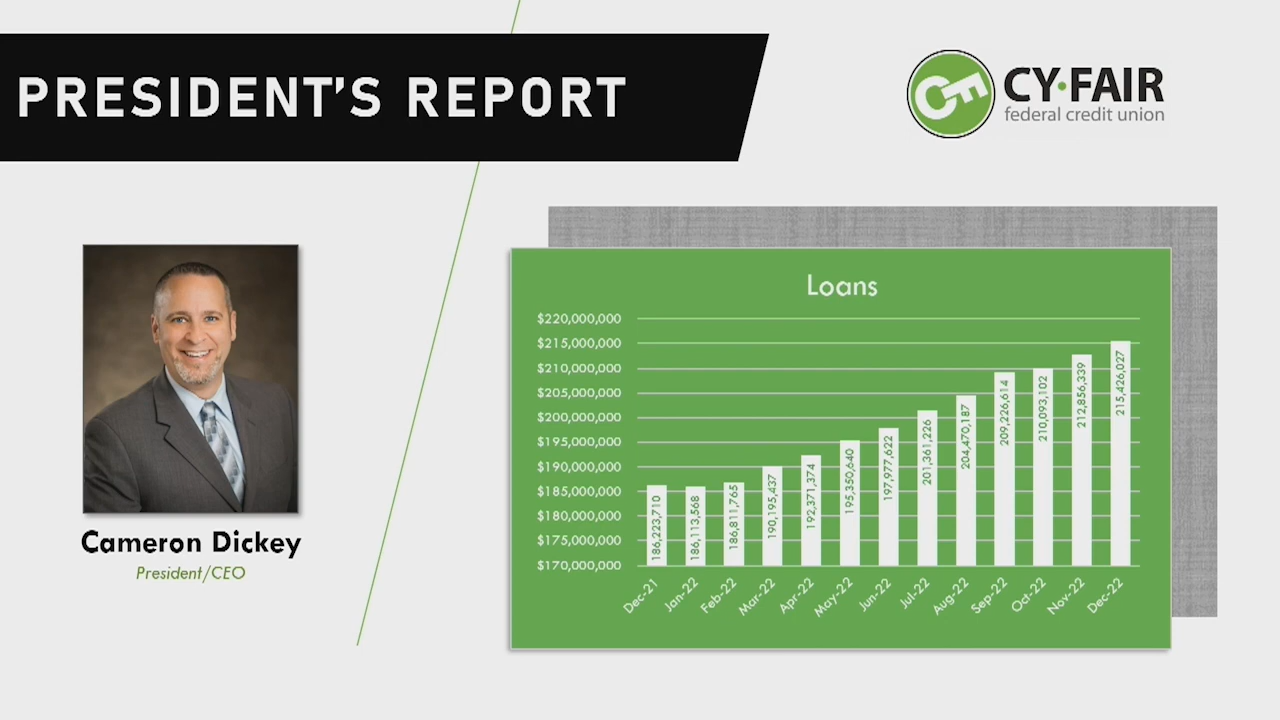 PRESIDENT'S REPORT
CY·FAIR
federal credit union
Cameron Dickey
President/CEO
Loans
$220,000,000
$215,000,000
$210,000,000
$205,000,000
$200,000,000
$195,000,000
$190,000,000
$185,000,000
$180,000,000
$175,000,000
$170,000,000
186,223,710
186,113,568
186,811,765
190,195,437
192,371,374
195,350,640
197,977,622
201,361,226
204,470,187
209,226,614
210,093,102
212,856,339
215,426,027
Dec-21
Jan-22
Feb-22
Mar-22
Apr-22
May-22
Jun-22
Jul-22
Aug-22
Sep-22
Oct-22
Nov-22
Dec-22